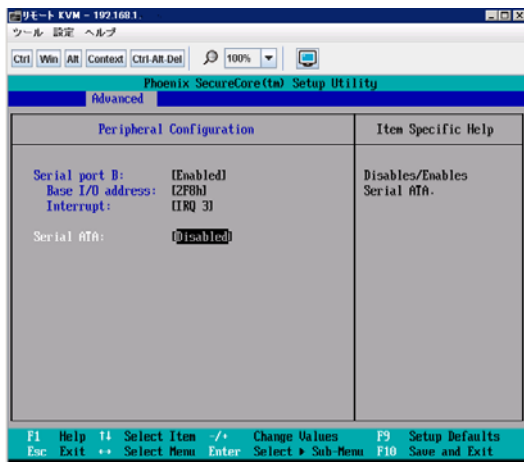 リモート KVM - 192.168.1.
ツール 設定 ヘルプ
Ctrl Win Alt Context Ctrl-Alt-Del 100%
Phoenix SecureCore(tm) Setup Utility
Advanced
Peripheral Configuration
Item Specific Help
Serial port B: [Enabled]
Base I/O address: [2F8h]
Interrupt: [IRQ 3]
Serial ATA: [Disabled]
Disables/Enables
Serial ATA.
F1 Help ↑↓ Select Item -/+ Change Values F9 Setup Defaults
Esc Exit ↔ Select Menu Enter Select ▶ Sub-Menu F10 Save and Exit